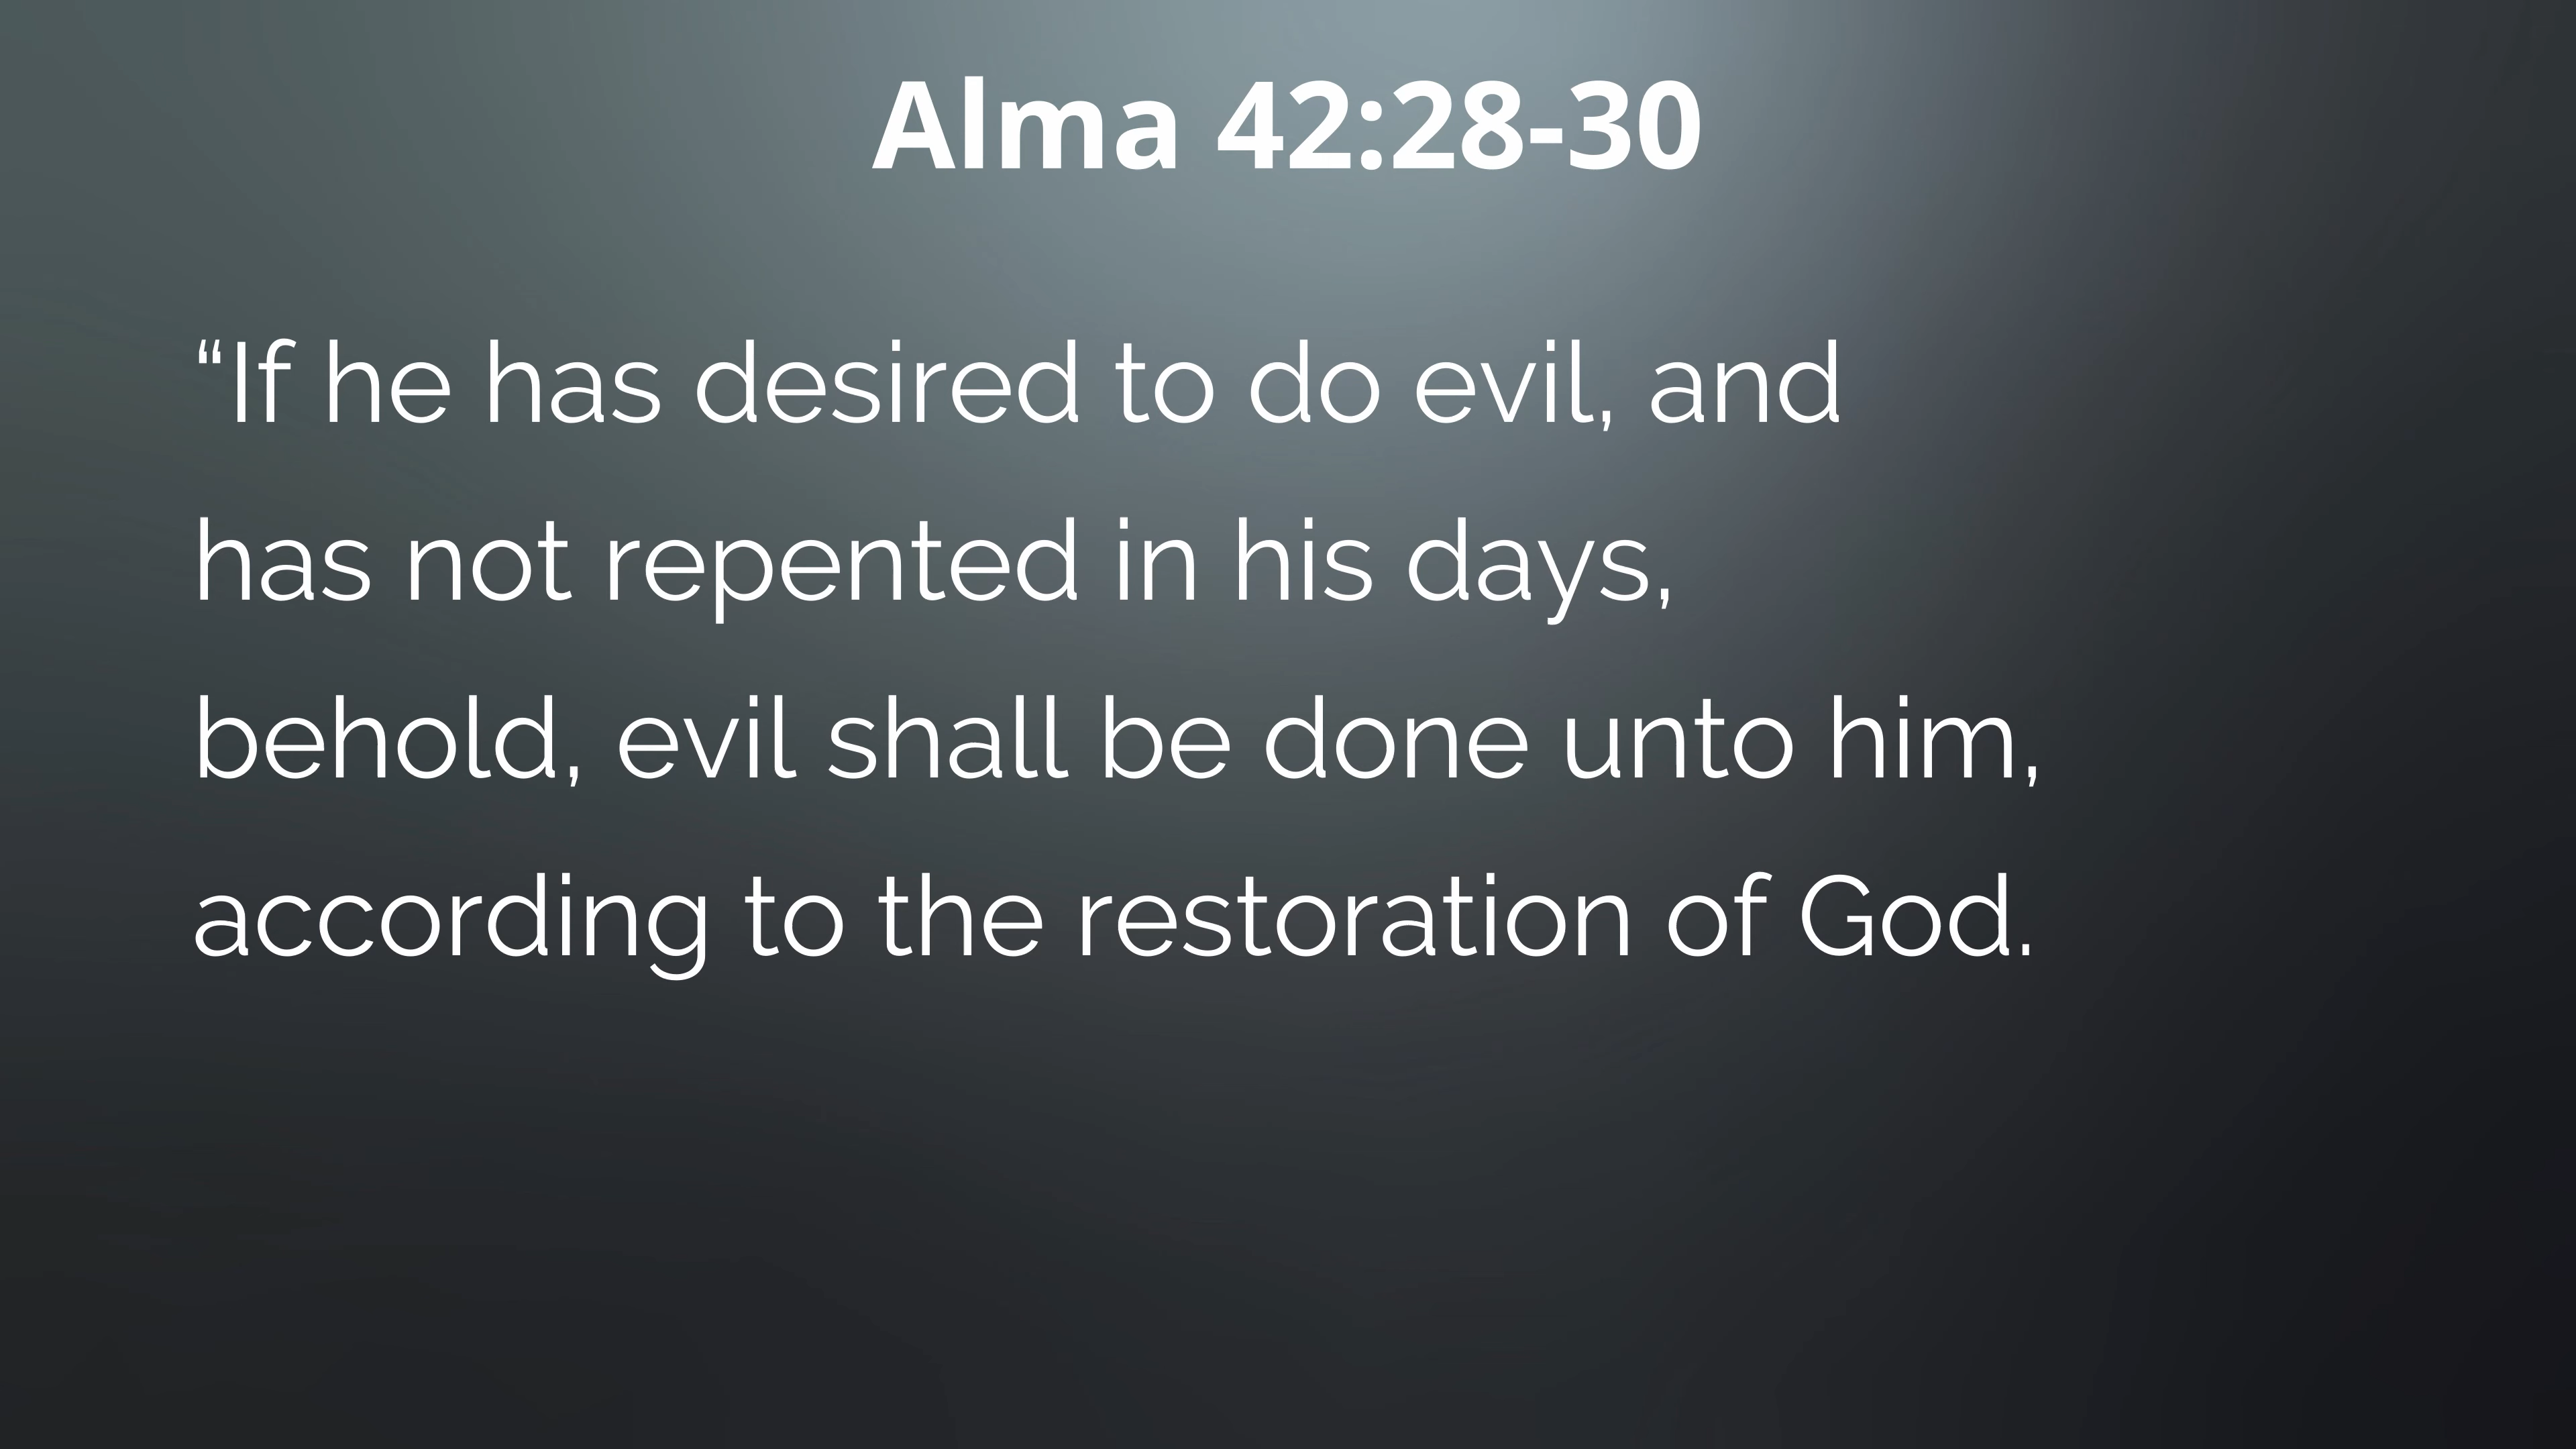 Alma 42:28-30
“If he has desired to do evil, and
has not repented in his days,
behold, evil shall be done unto him,
according to the restoration of God.